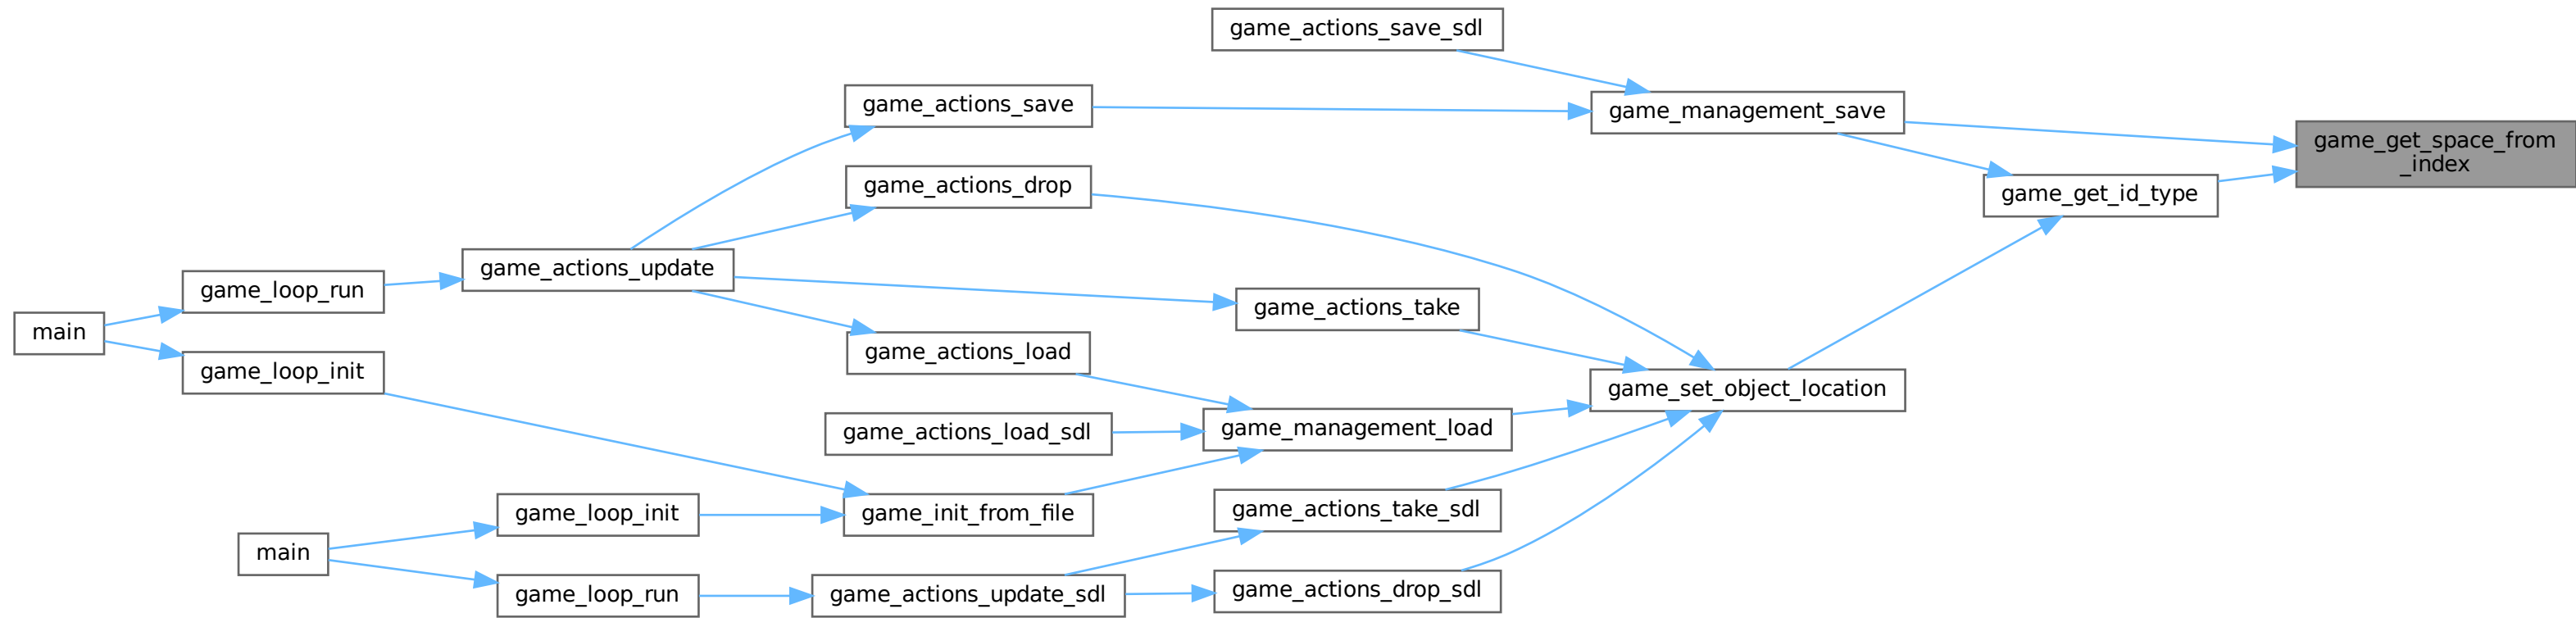 game_actions_save_sdl
game_actions_save
game_management_save
game_get_space_from
_index
game_actions_drop
game_get_id_type
game_actions_update
game_loop_run
game_actions_take
main
game_actions_load
game_loop_init
game_set_object_location
game_actions_load_sdl
game_management_load
game_loop_init
game_init_from_file
game_actions_take_sdl
main
game_loop_run
game_actions_update_sdl
game_actions_drop_sdl